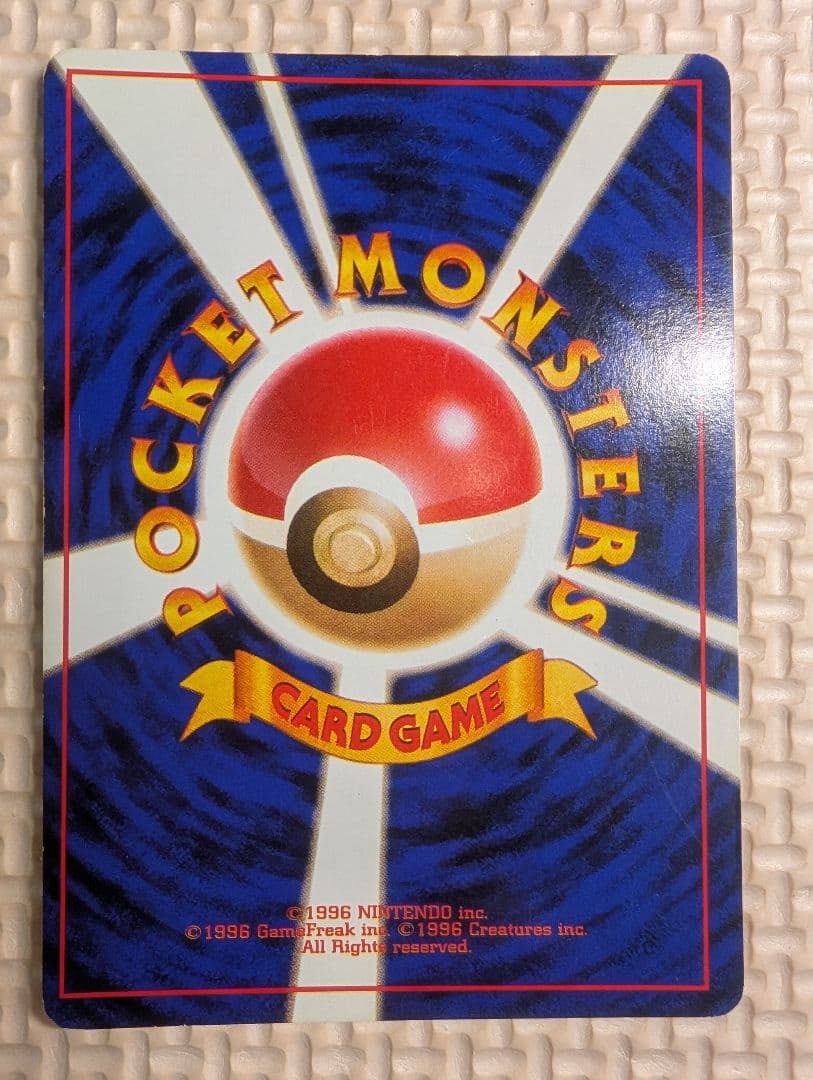 POCKET MONSTERS
CARD GAME
©1996 NINTENDO inc.
©1996 GameFreak inc. ©1996 Creatures inc.
All Rights reserved.